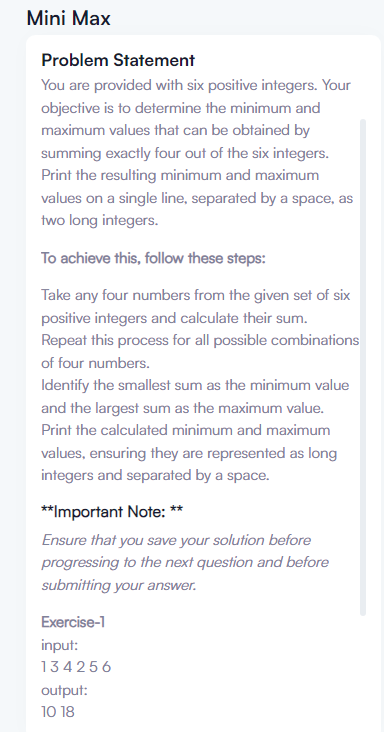 Mini Max
Problem Statement
You are provided with six positive integers. Your
objective is to determine the minimum and
maximum values that can be obtained by
summing exactly four out of the six integers.
Print the resulting minimum and maximum
values on a single line, separated by a space, as
two long integers.
To achieve this, follow these steps:
Take any four numbers from the given set of six
positive integers and calculate their sum.
Repeat this process for all possible combinations
of four numbers.
Identify the smallest sum as the minimum value
and the largest sum as the maximum value.
Print the calculated minimum and maximum
values, ensuring they are represented as long
integers and separated by a space.
**Important Note: **
Ensure that you save your solution before
progressing to the next question and before
submitting your answer.
Exercise-1
input:
1 3 4 2 5 6
output:
10 18